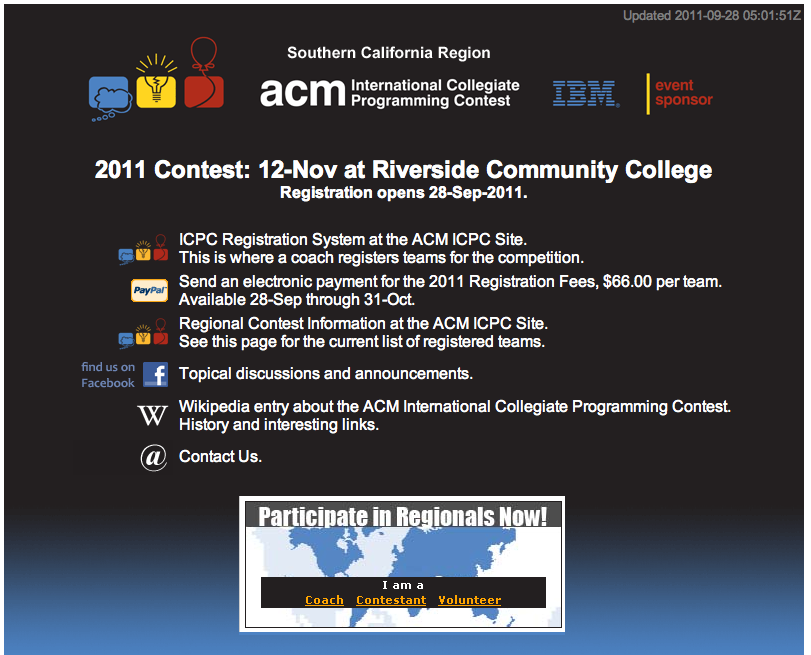 Updated 2011-09-28 05:01:51Z
Southern California Region
acm International Collegiate
Programming Contest
IBM®
event
sponsor
2011 Contest: 12-Nov at Riverside Community College
Registration opens 28-Sep-2011.
ICPC Registration System at the ACM ICPC Site.
This is where a coach registers teams for the competition.
PayPal
Send an electronic payment for the 2011 Registration Fees, $66.00 per team.
Available 28-Sep through 31-Oct.
Regional Contest Information at the ACM ICPC Site.
See this page for the current list of registered teams.
find us on
Facebook
f
Topical discussions and announcements.
W
Wikipedia entry about the ACM International Collegiate Programming Contest.
History and interesting links.
@
Contact Us.
Participate in Regionals Now!
I am a
Coach Contestant Volunteer